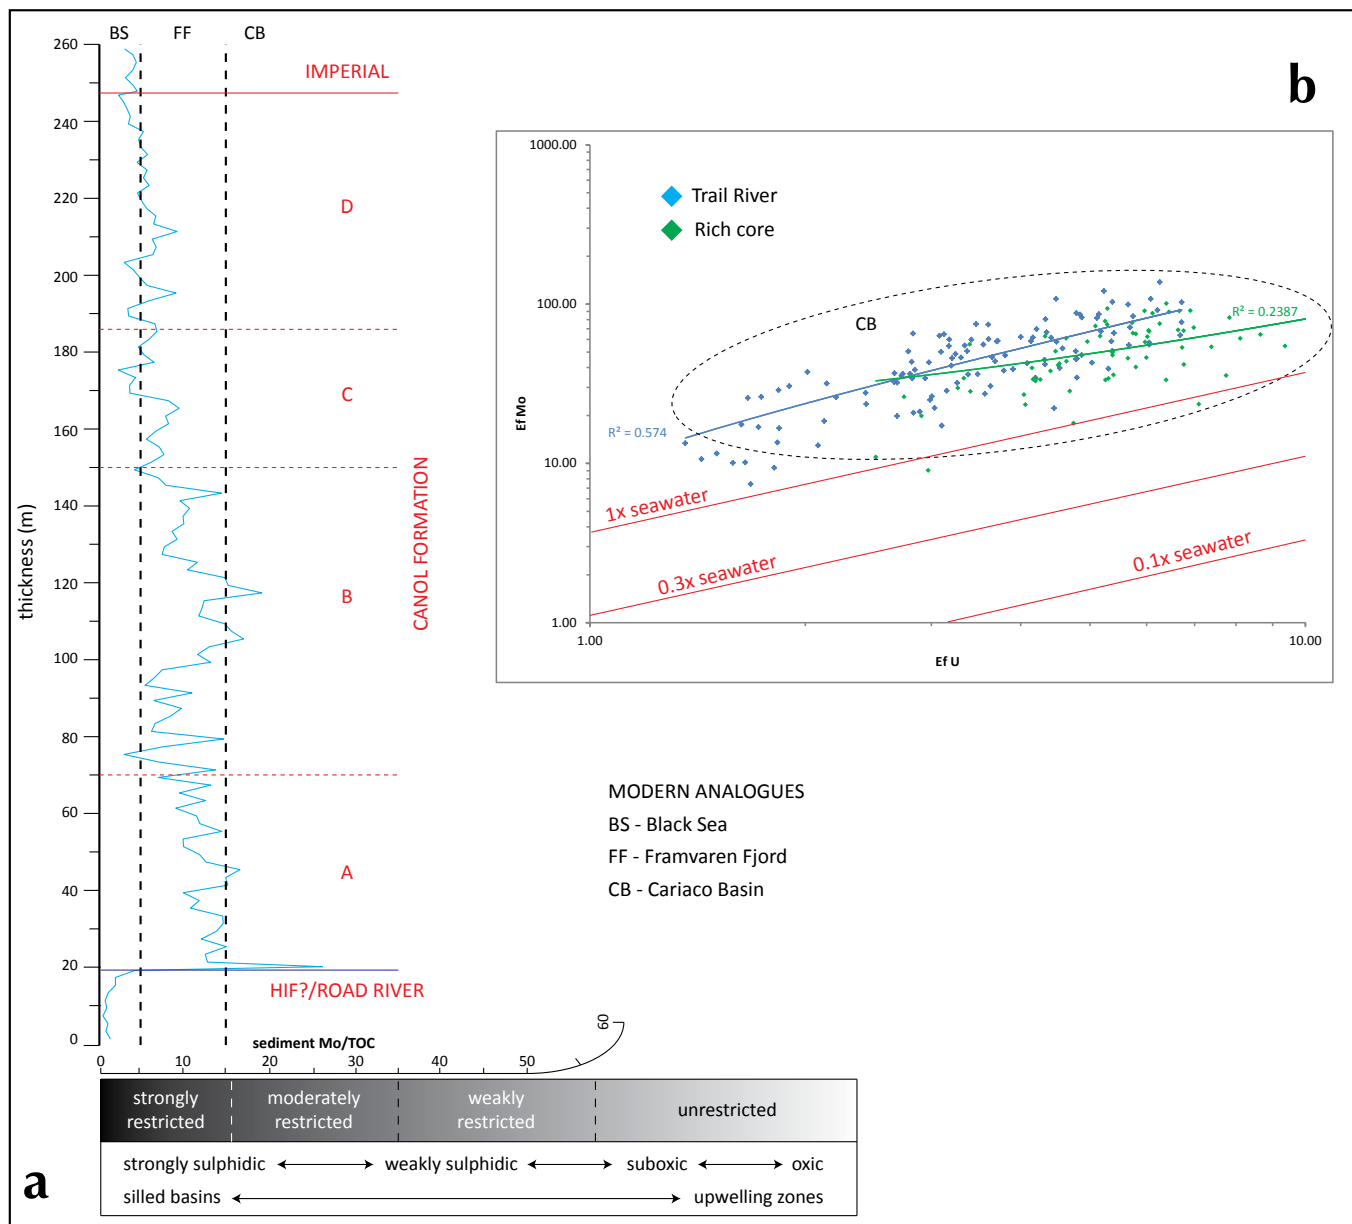 BS FF CB
260
240
220
200
180
160
140
120
100
80
60
40
20
0
thickness (m)
IMPERIAL
D
C
B
A
CANOL FORMATION
HIF?/ROAD RIVER
sediment Mo/TOC
0 10 20 30 40 50 60
strongly restricted
moderately restricted
weakly restricted
unrestricted
strongly sulphidic weakly sulphidic suboxic oxic
silled basins upwelling zones
a
b
1000.00
100.00
10.00
1.00
Ef Mo
Trail River
Rich core
CB
R² = 0.2387
R² = 0.574
1x seawater
0.3x seawater
0.1x seawater
1.00 10.00
Ef U
MODERN ANALOGUES
BS - Black Sea
FF - Framvaren Fjord
CB - Cariaco Basin